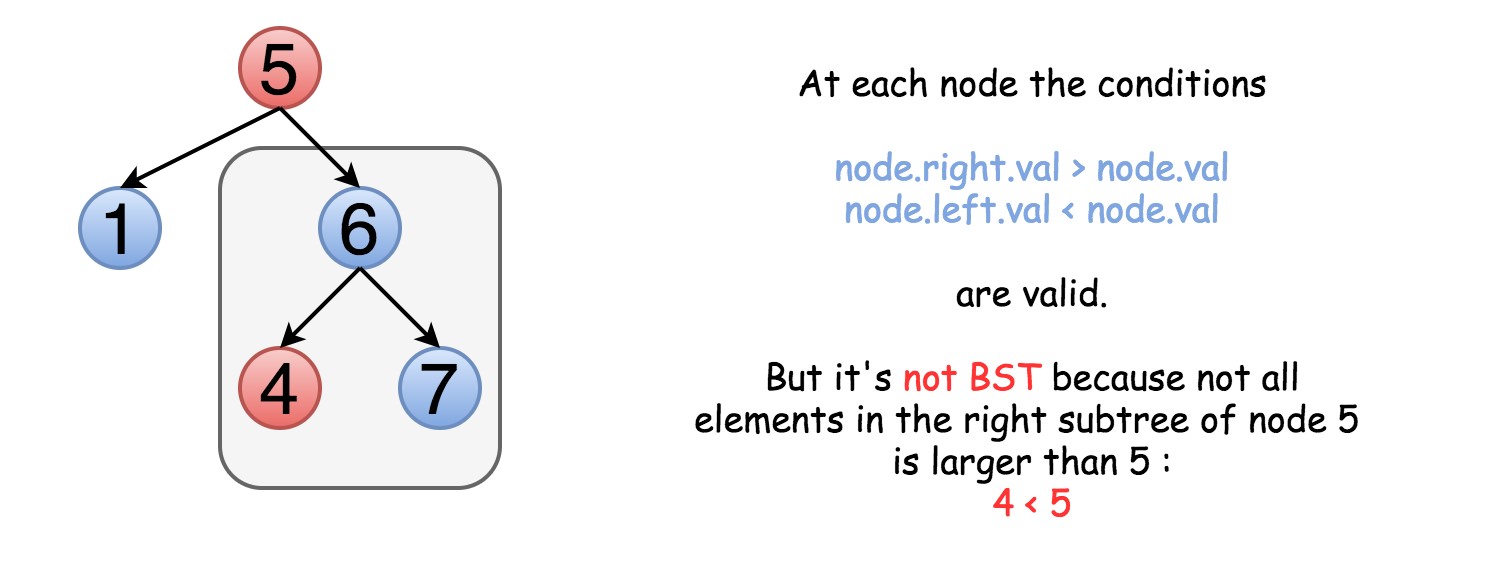 5
1
6
4
7
At each node the conditions
node.right.val > node.val
node.left.val < node.val
are valid.
But it's not BST because not all
elements in the right subtree of node 5
is larger than 5 :
4 < 5